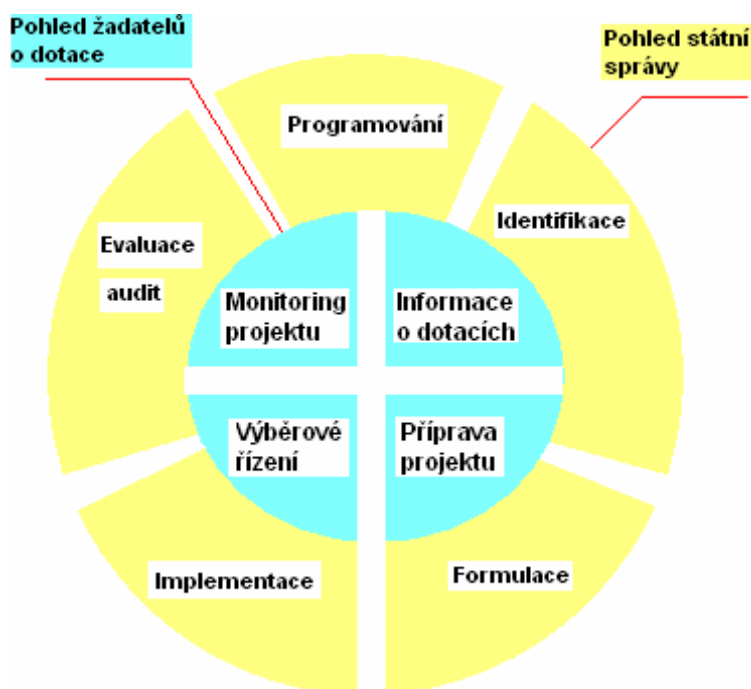 Pohled žadatelů
o dotace
Pohled státní
správy
Programování
Identifikace
Evaluace
audit
Monitoring
projektu
Informace
o dotacích
Výběrové
řízení
Příprava
projektu
Implementace
Formulace